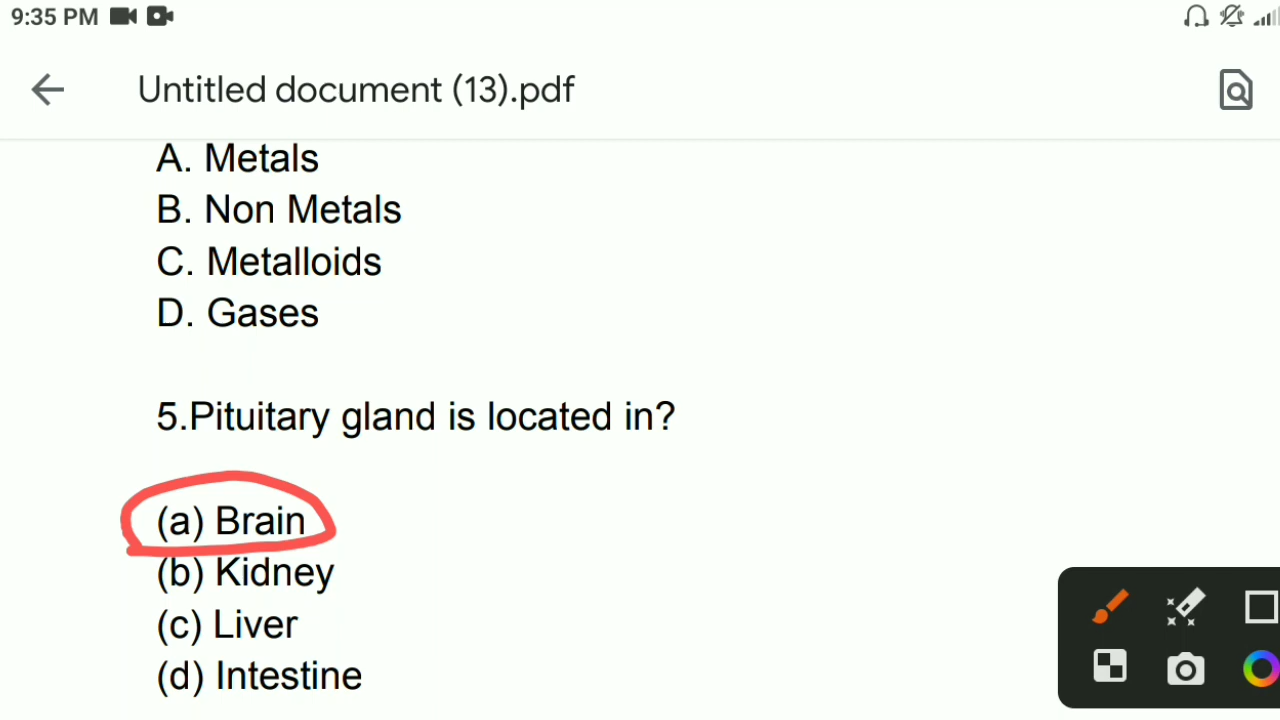 9:35 PM
Untitled document (13).pdf
A. Metals
B. Non Metals
C. Metalloids
D. Gases
5.Pituitary gland is located in?
(a) Brain
(b) Kidney
(c) Liver
(d) Intestine